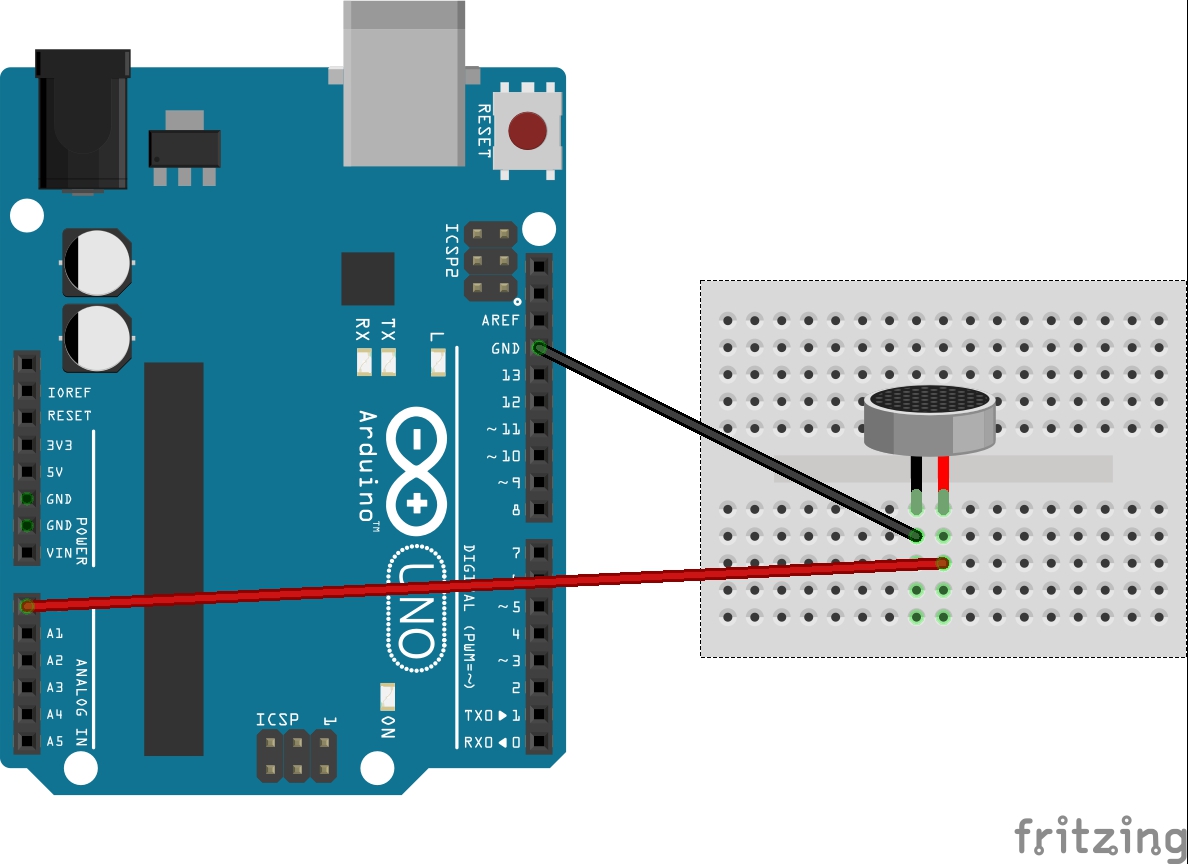 RESET
ICSP2
AREF
GND
RX
TX
L
13
12
~11
~10
~9
8
IOREF
RESET
3V3
5V
GND
GND
VIN
POWER
Arduino™
UNO
7
~5
4
~3
2
TX0▶1
RX0◀0
DIGITAL (PWM=~)
A1
A2
A3
A4
A5
ANALOG IN
ICSP
1
ON
fritzing